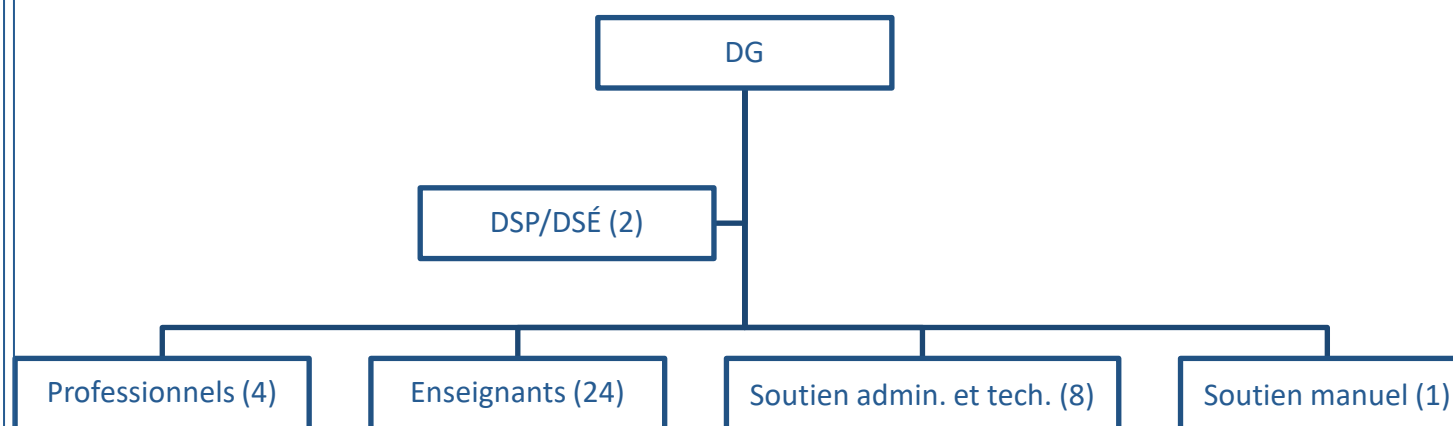 DG
DSP/DSÉ (2)
Professionnels (4)
Enseignants (24)
Soutien admin. et tech. (8)
Soutien manuel (1)